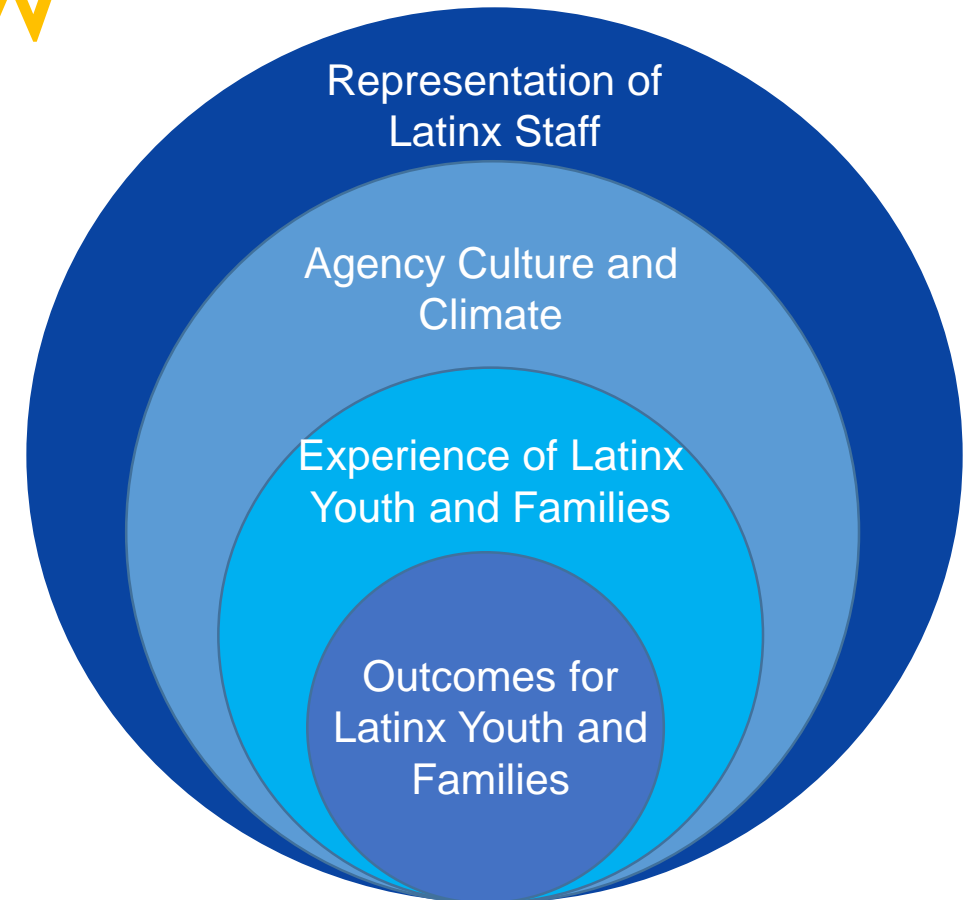 Representation of
Latinx Staff
Agency Culture and
Climate
Experience of Latinx
Youth and Families
Outcomes for
Latinx Youth and
Families